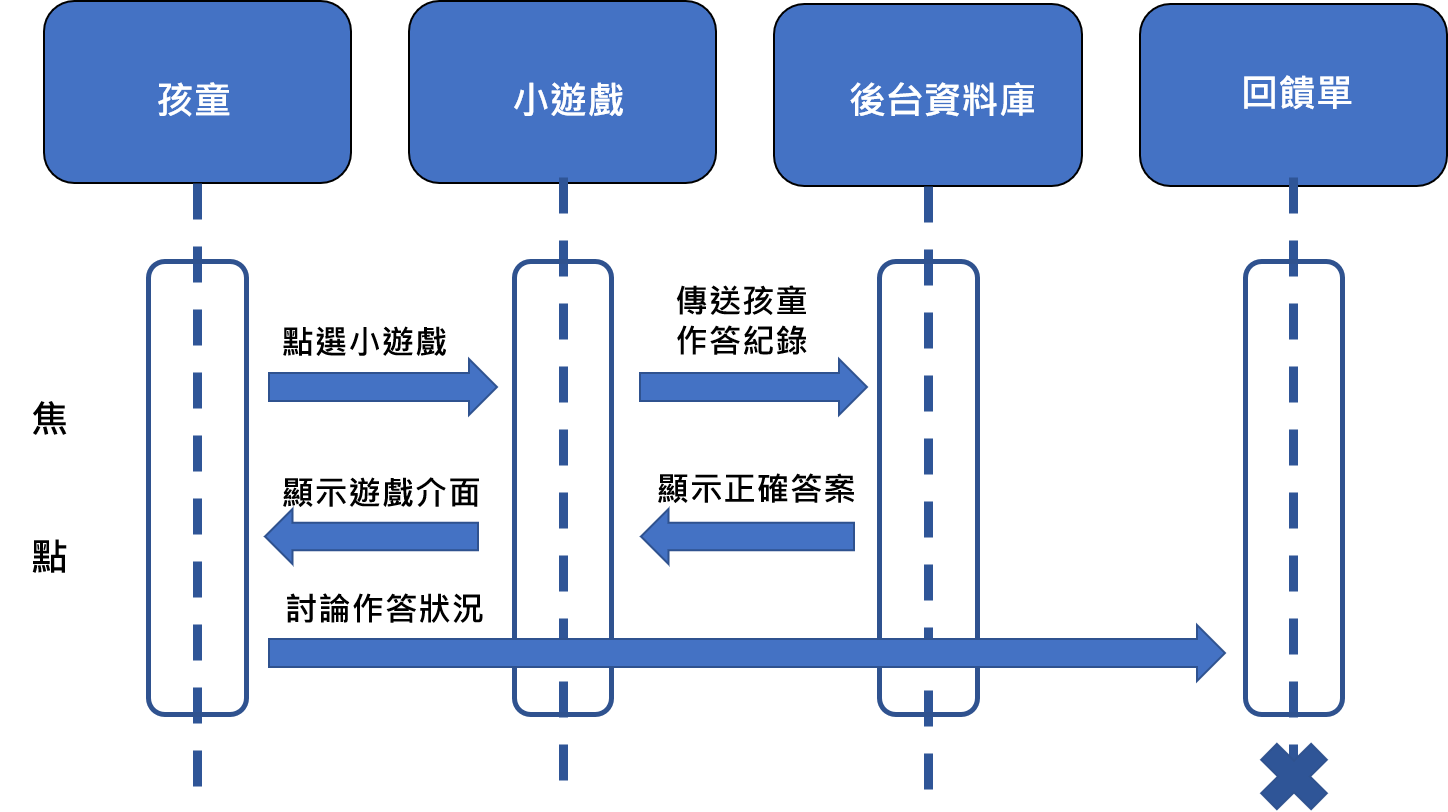 孩童
小遊戲
後台資料庫
回饋單
點選小遊戲
傳送孩童
作答紀錄
焦
點
顯示遊戲介面
顯示正確答案
討論作答狀況